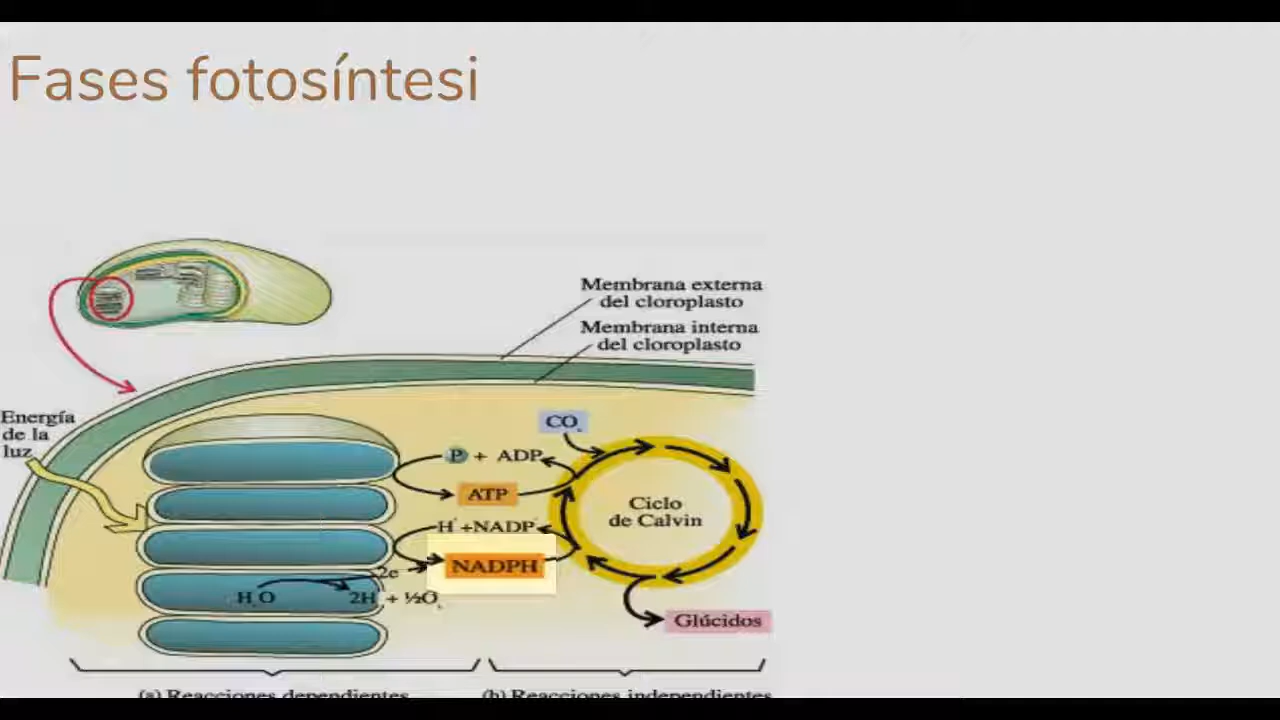 Fases fotosíntesi
Membrana externa
del cloroplasto
Membrana interna
del cloroplasto
Energía
de la
luz
CO₂
P + ADP
ATP
Ciclo
de Calvin
H⁺+NADP⁺
NADPH
2e⁻
H₂O
2H⁺ + ½O₂
Glúcidos
(a) Reacciones dependientes
(b) Reacciones independientes